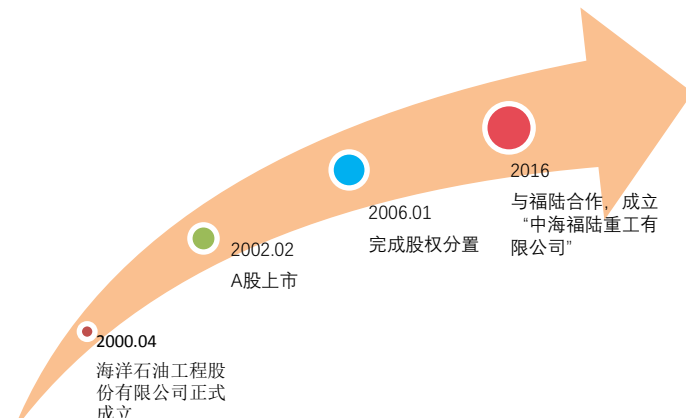 2016
与福陆合作，成立
“中海福陆重工有
限公司”
2006.01
完成股权分置
2002.02
A股上市
2000.04
海洋石油工程股
份有限公司正式
成立